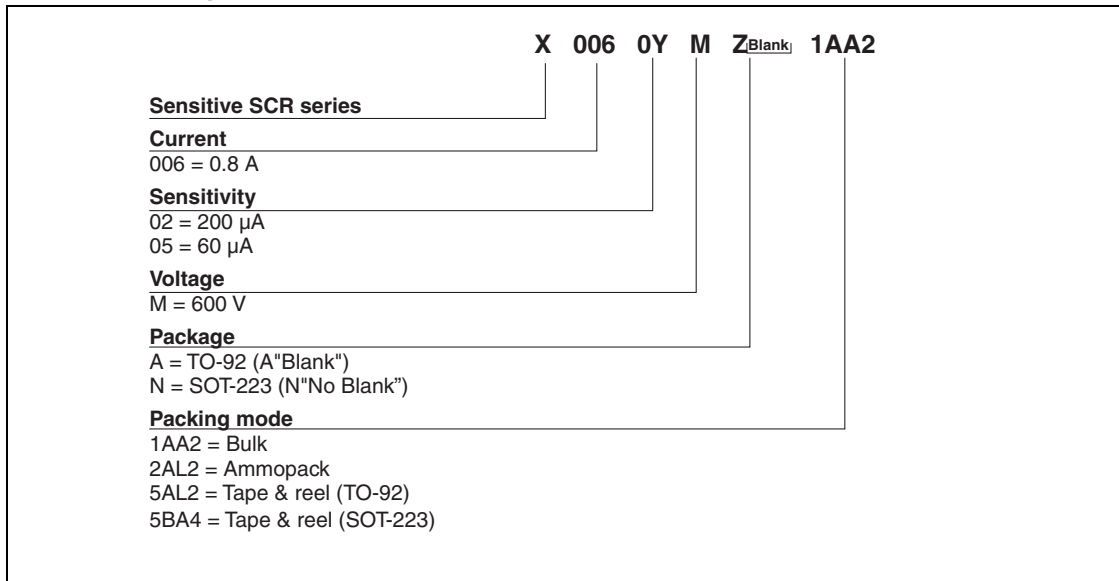 X 006 0Y M Z Blank 1AA2
Sensitive SCR series
Current
006 = 0.8 A
Sensitivity
02 = 200 µA
05 = 60 µA
Voltage
M = 600 V
Package
A = TO-92 (A"Blank")
N = SOT-223 (N"No Blank”)
Packing mode
1AA2 = Bulk
2AL2 = Ammopack
5AL2 = Tape & reel (TO-92)
5BA4 = Tape & reel (SOT-223)